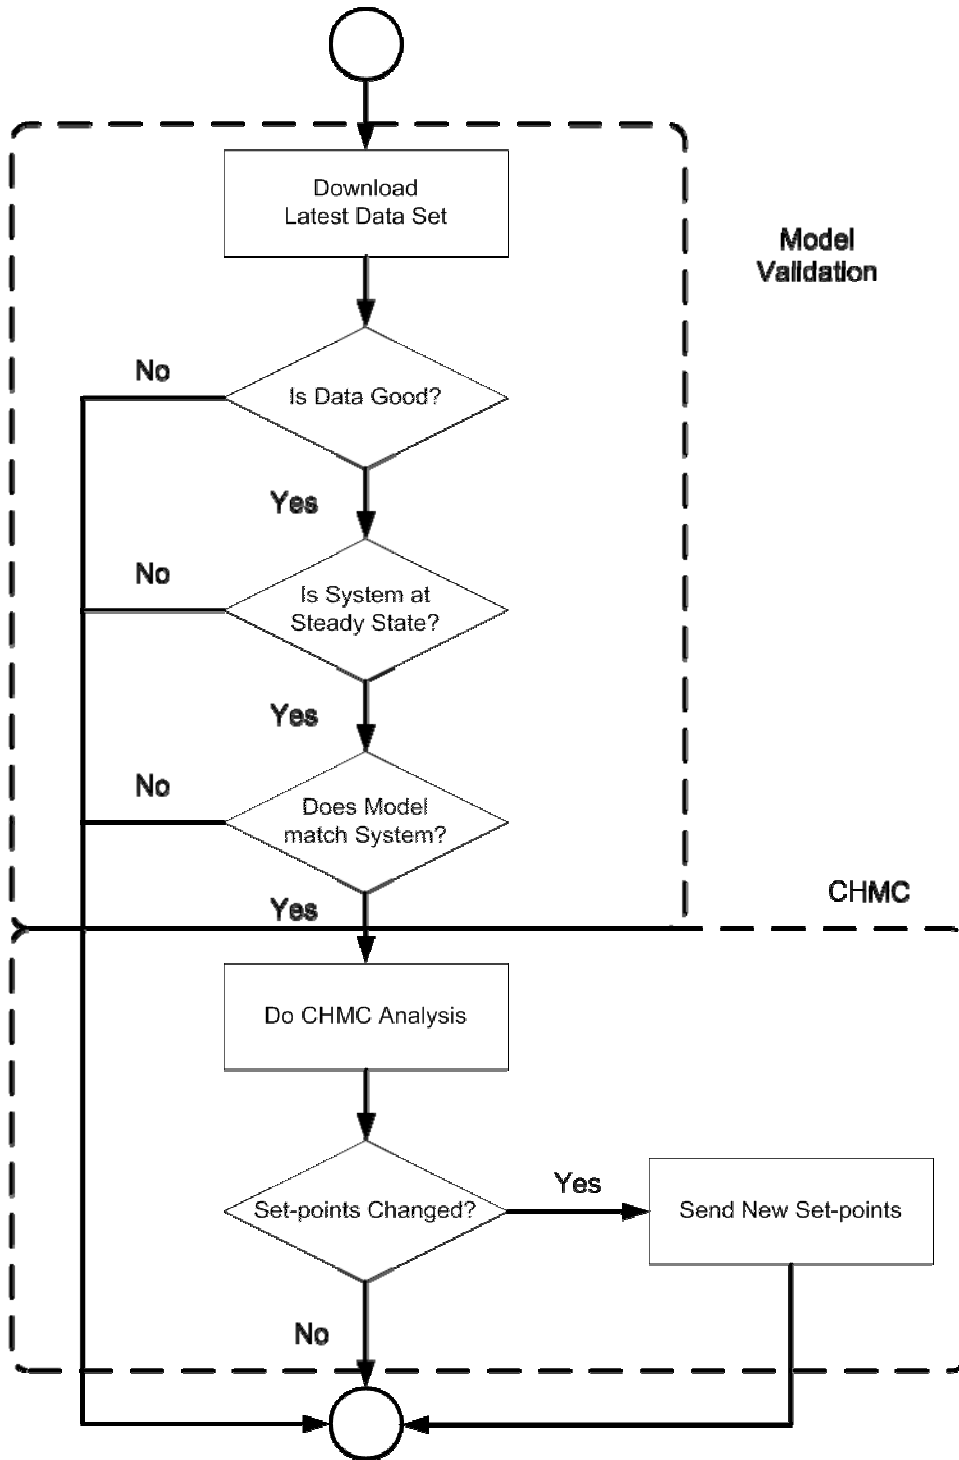 Download
Latest Data Set
Model
Validation
No
Is Data Good?
Yes
No
Is System at
Steady State?
Yes
No
Does Model
match System?
Yes
CHMC
Do CHMC Analysis
Set-points Changed?
Yes
Send New Set-points
No